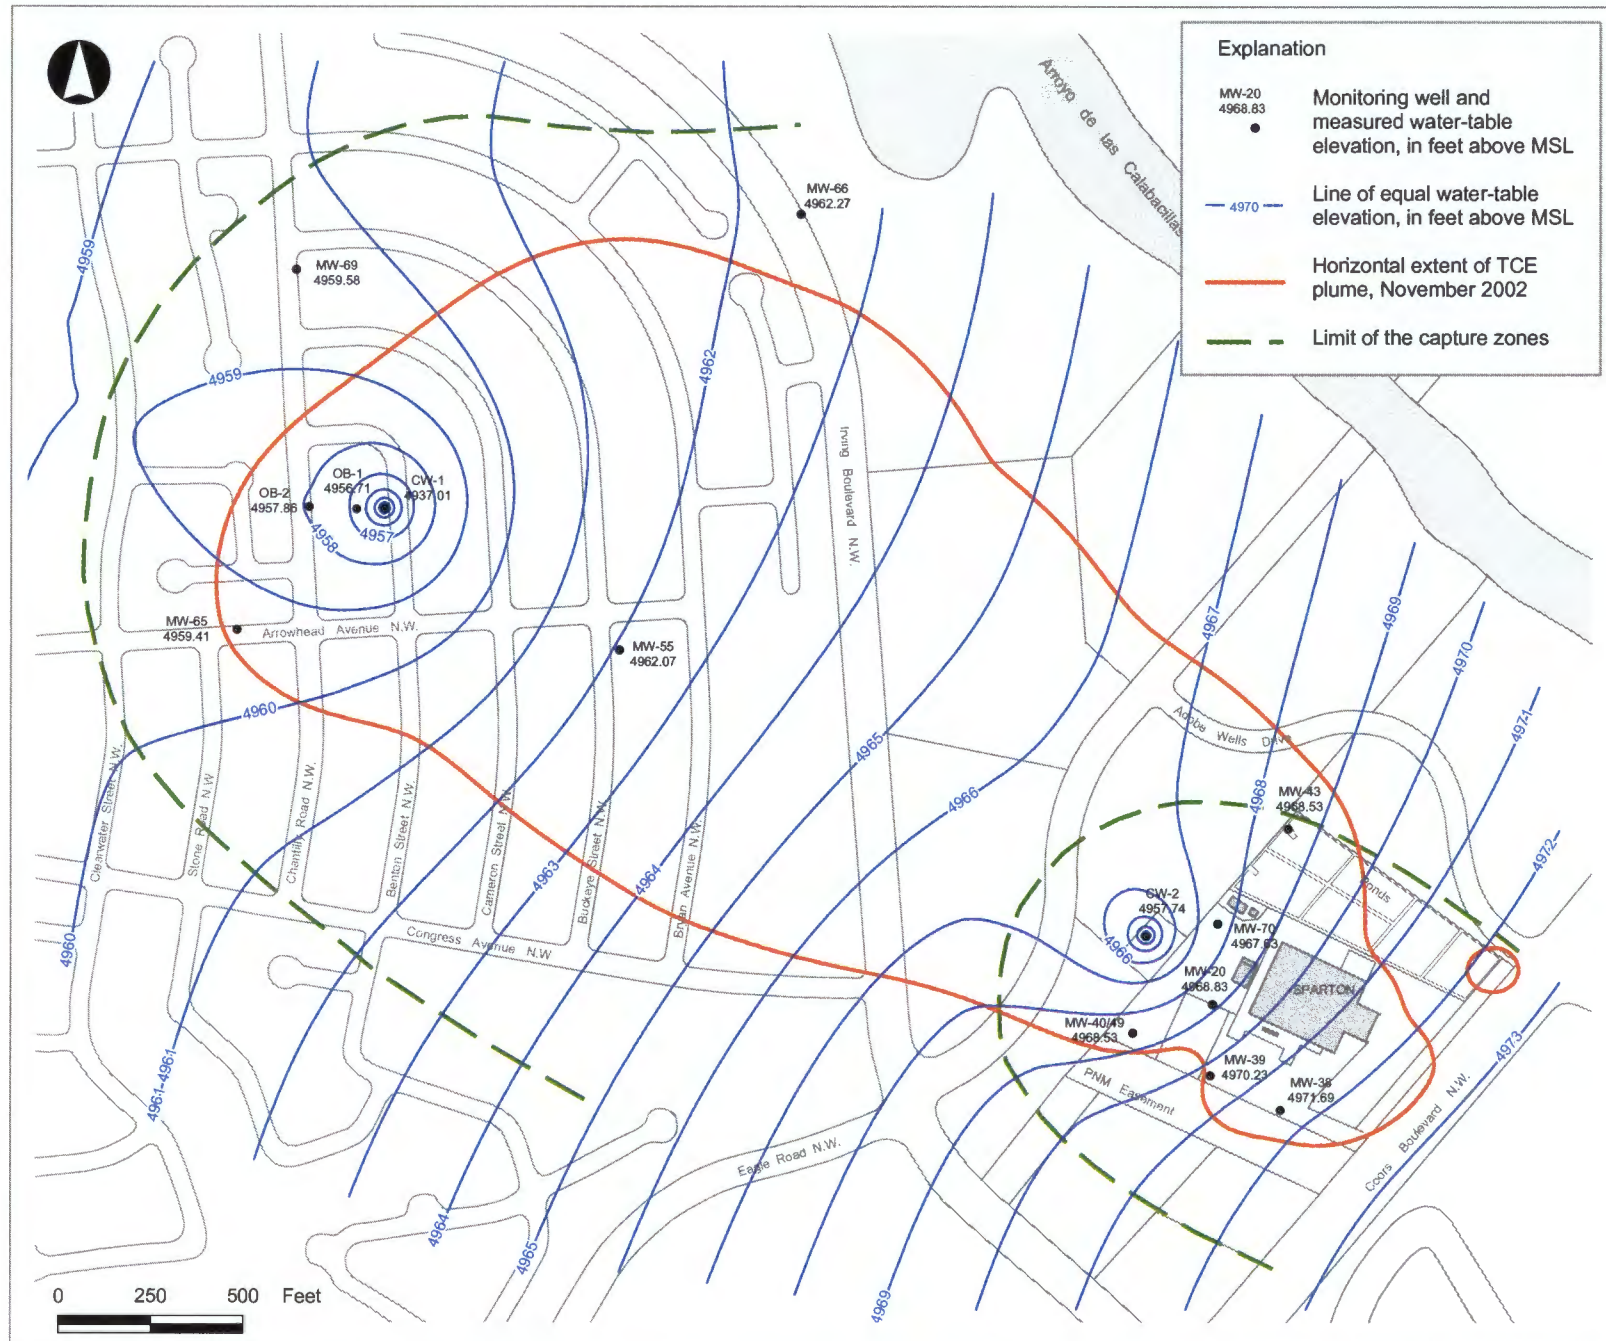 Explanation
MW-20
4968.83
Monitoring well and
measured water-table
elevation, in feet above MSL
4970
Line of equal water-table
elevation, in feet above MSL
Horizontal extent of TCE
plume, November 2002
Limit of the capture zones
Arroyo de las Calabacillas
MW-66
4962.27
4959
MW-69
4959.58
4959
4962
OB-1
4956.71
CW-1
4937.01
OB-2
4957.86
4958
4957
Irving Boulevard N.W.
MW-65
4959.41
Arrowhead Avenue N.W.
MW-55
4962.07
4967
4969
4970
4971
4960
Adobe Wells Drive
4965
4966
4968
MW-43
4968.53
4972
Clearwater Street N.W.
Stone Road N.W.
Chantilly Road N.W.
Benton Street N.W.
Cameron Street N.W.
Buckeye Street N.W.
Bryan Avenue N.W.
4963
4964
Ponds
CW-2
4957.74
4966
MW-70
4967.63
4960
Congress Avenue N.W
MW-20
4968.83
SPARTON
MW-40/49
4968.53
MW-39
4970.23
MW-38
4971.69
4973
PNM Easement
4961
4961
Coors Boulevard N.W.
Eagle Road N.W.
4964
4965
4969
0 250 500 Feet